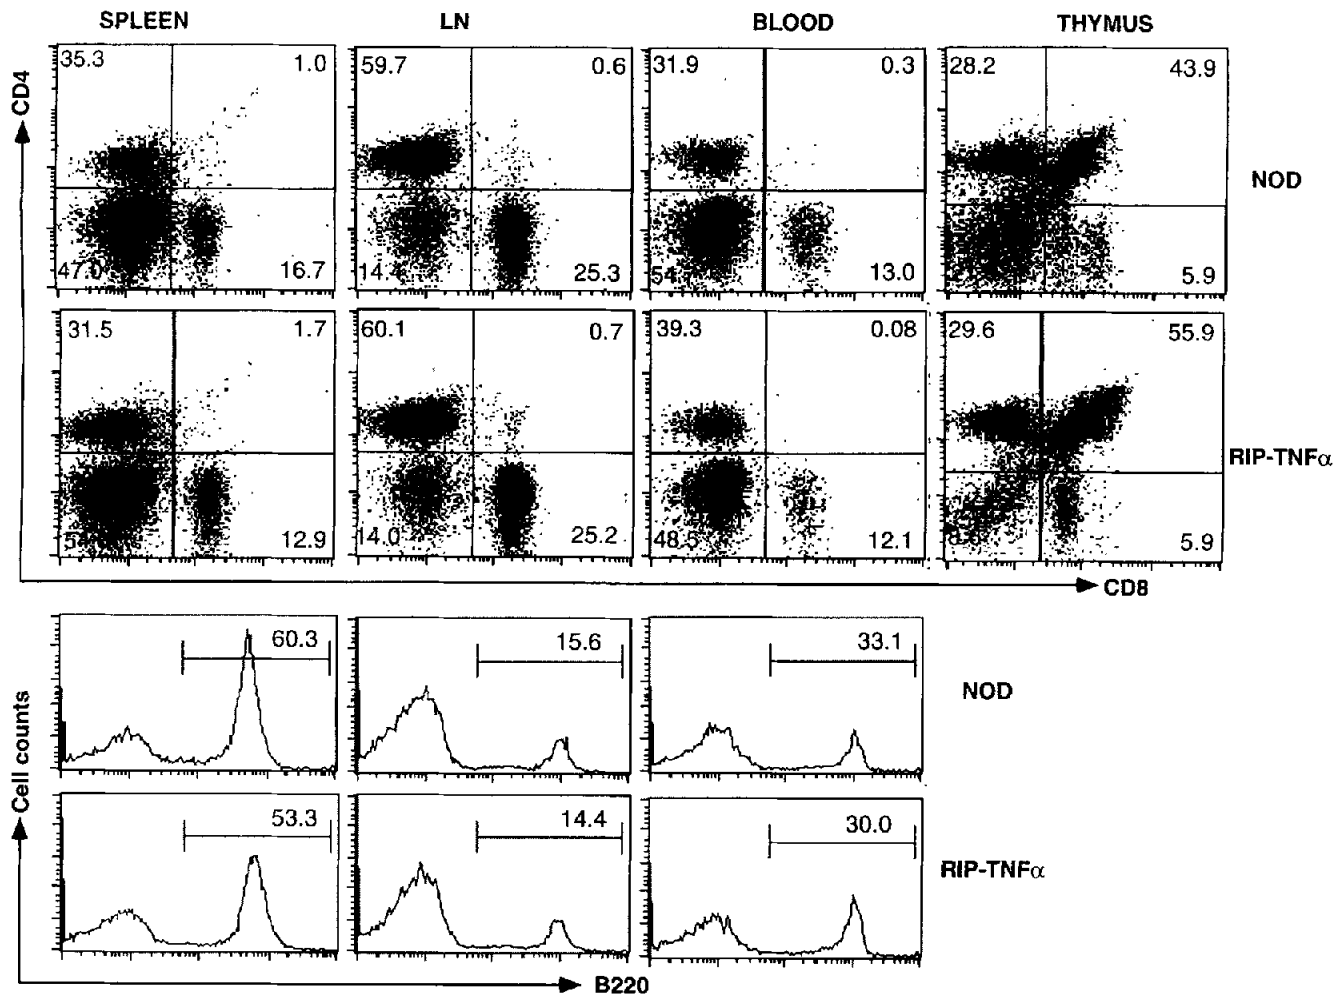 SPLEEN LN BLOOD THYMUS
CD4
35.3 1.0 59.7 0.6 31.9 0.3 28.2 43.9
NOD
16.7 25.3 13.0 5.9
31.5 1.7 60.1 0.7 39.3 0.08 29.6 55.9
RIP-TNFα
12.9 14.0 25.2 12.1 5.9
CD8
60.3 15.6 33.1
NOD
Cell counts
53.3 14.4 30.0
RIP-TNFα
B220